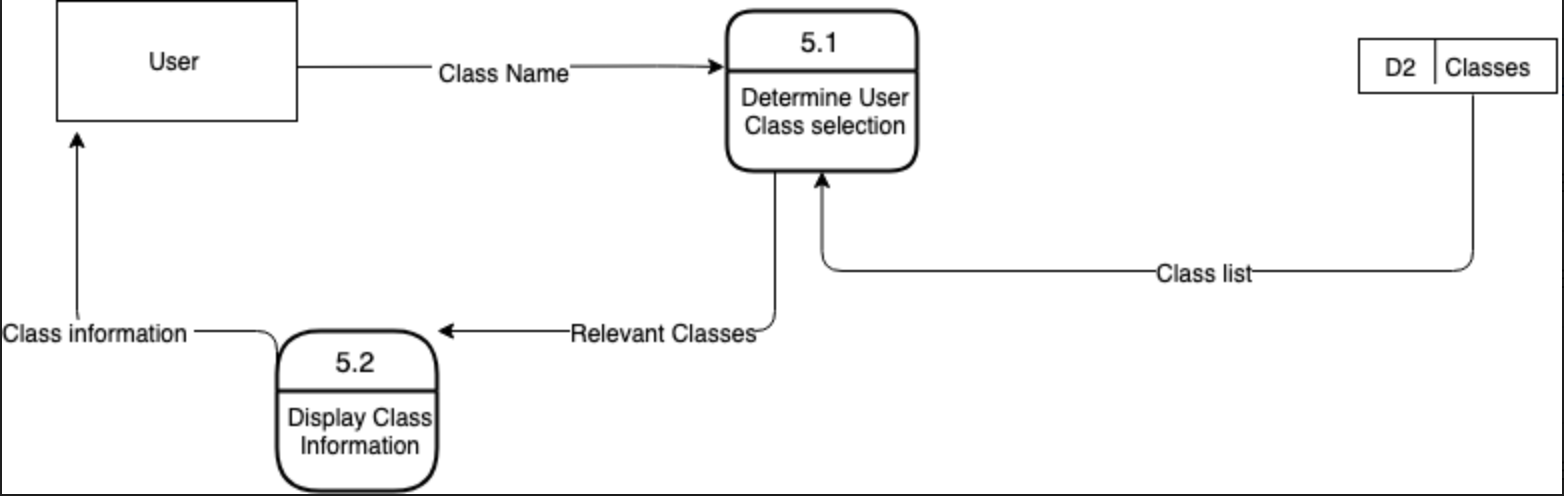 User
Class Name
5.1
Determine User
Class selection
D2 Classes
Class list
Relevant Classes
Class information
5.2
Display Class
Information